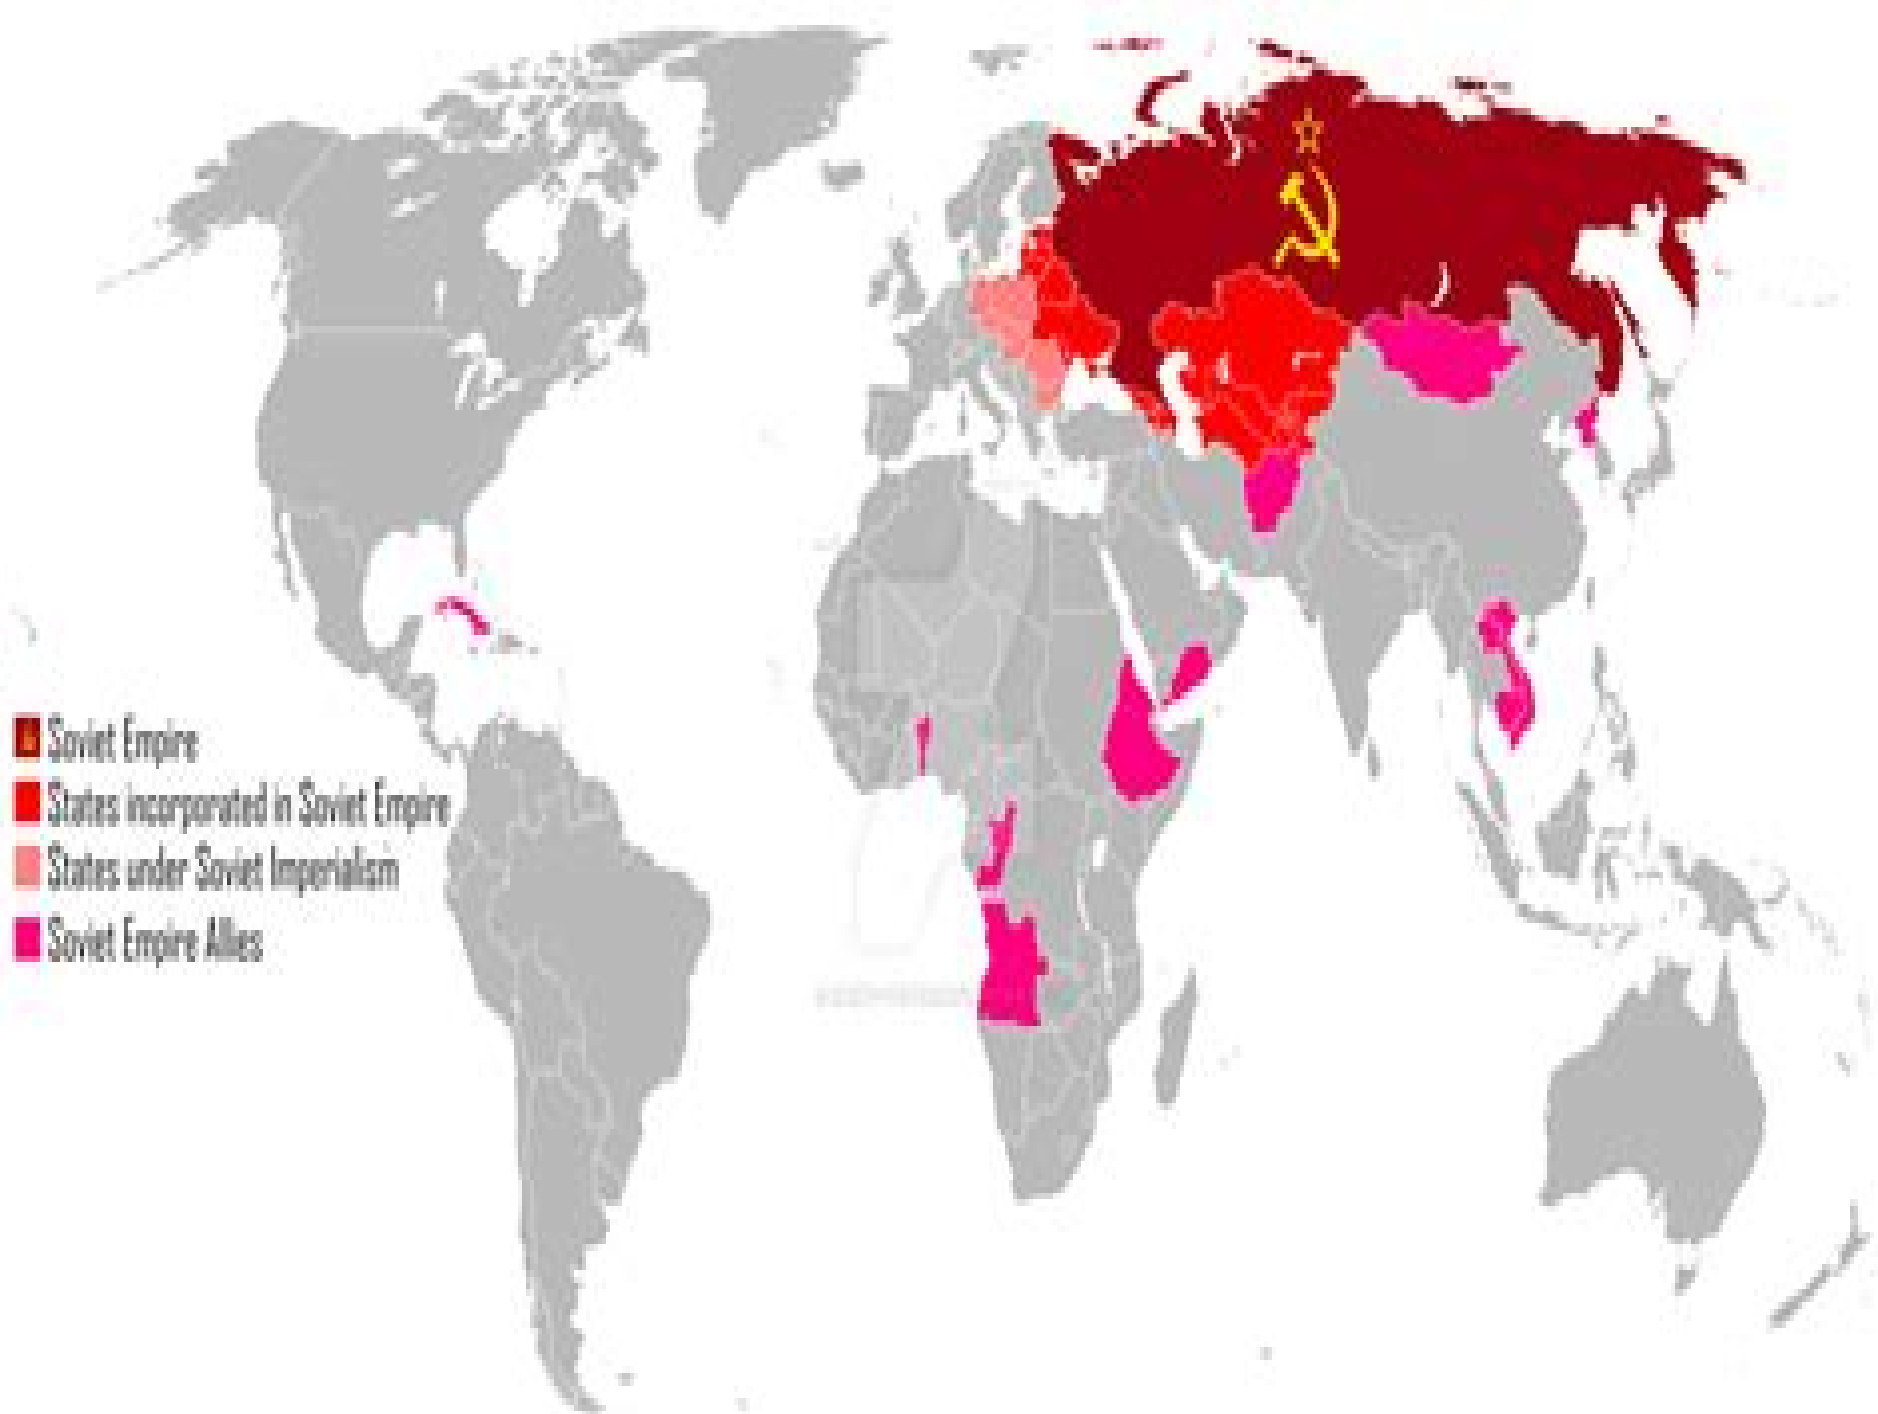 Soviet Empire
States incorporated in Soviet Empire
States under Soviet Imperialism
Soviet Empire Allies